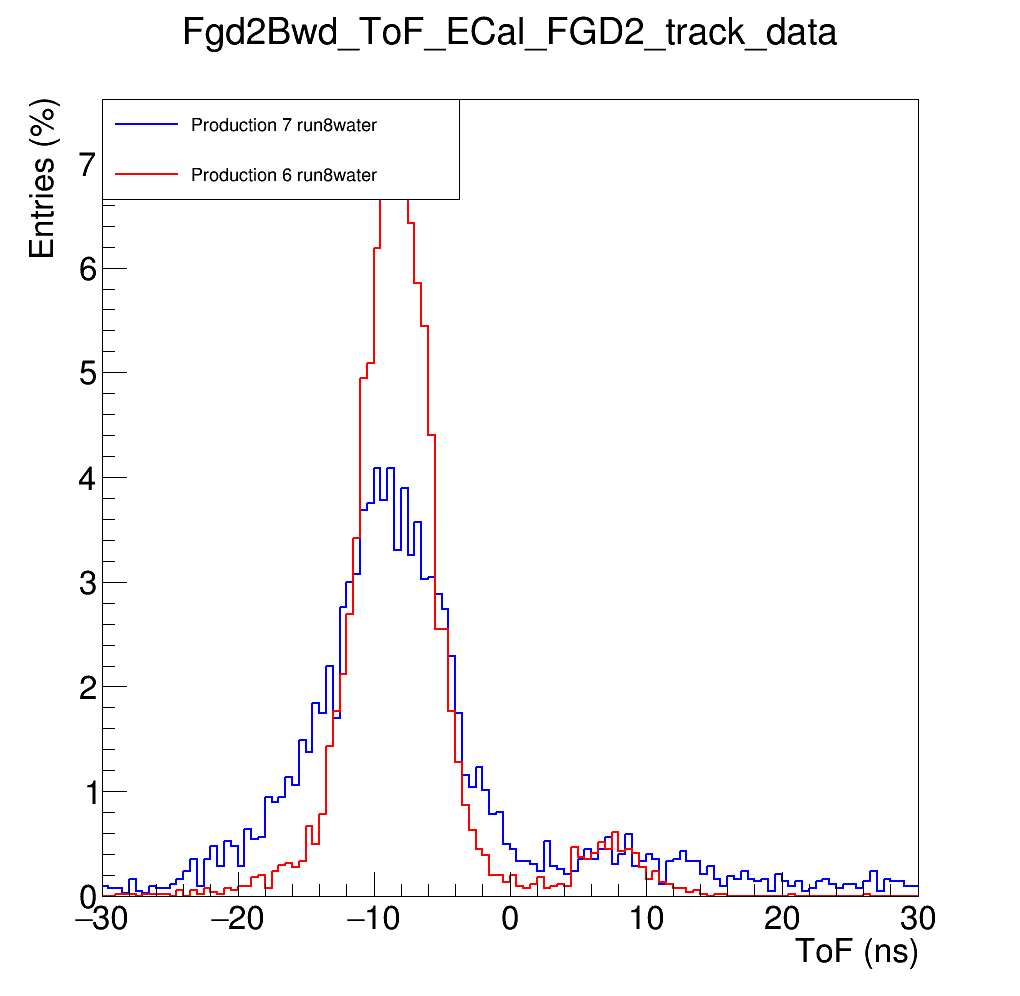 Fgd2Bwd_ToF_ECal_FGD2_track_data
Entries (%)
Production 7 run8water
Production 6 run8water
7
6
5
4
3
2
1
0
−30 −20 −10 0 10 20 30
ToF (ns)